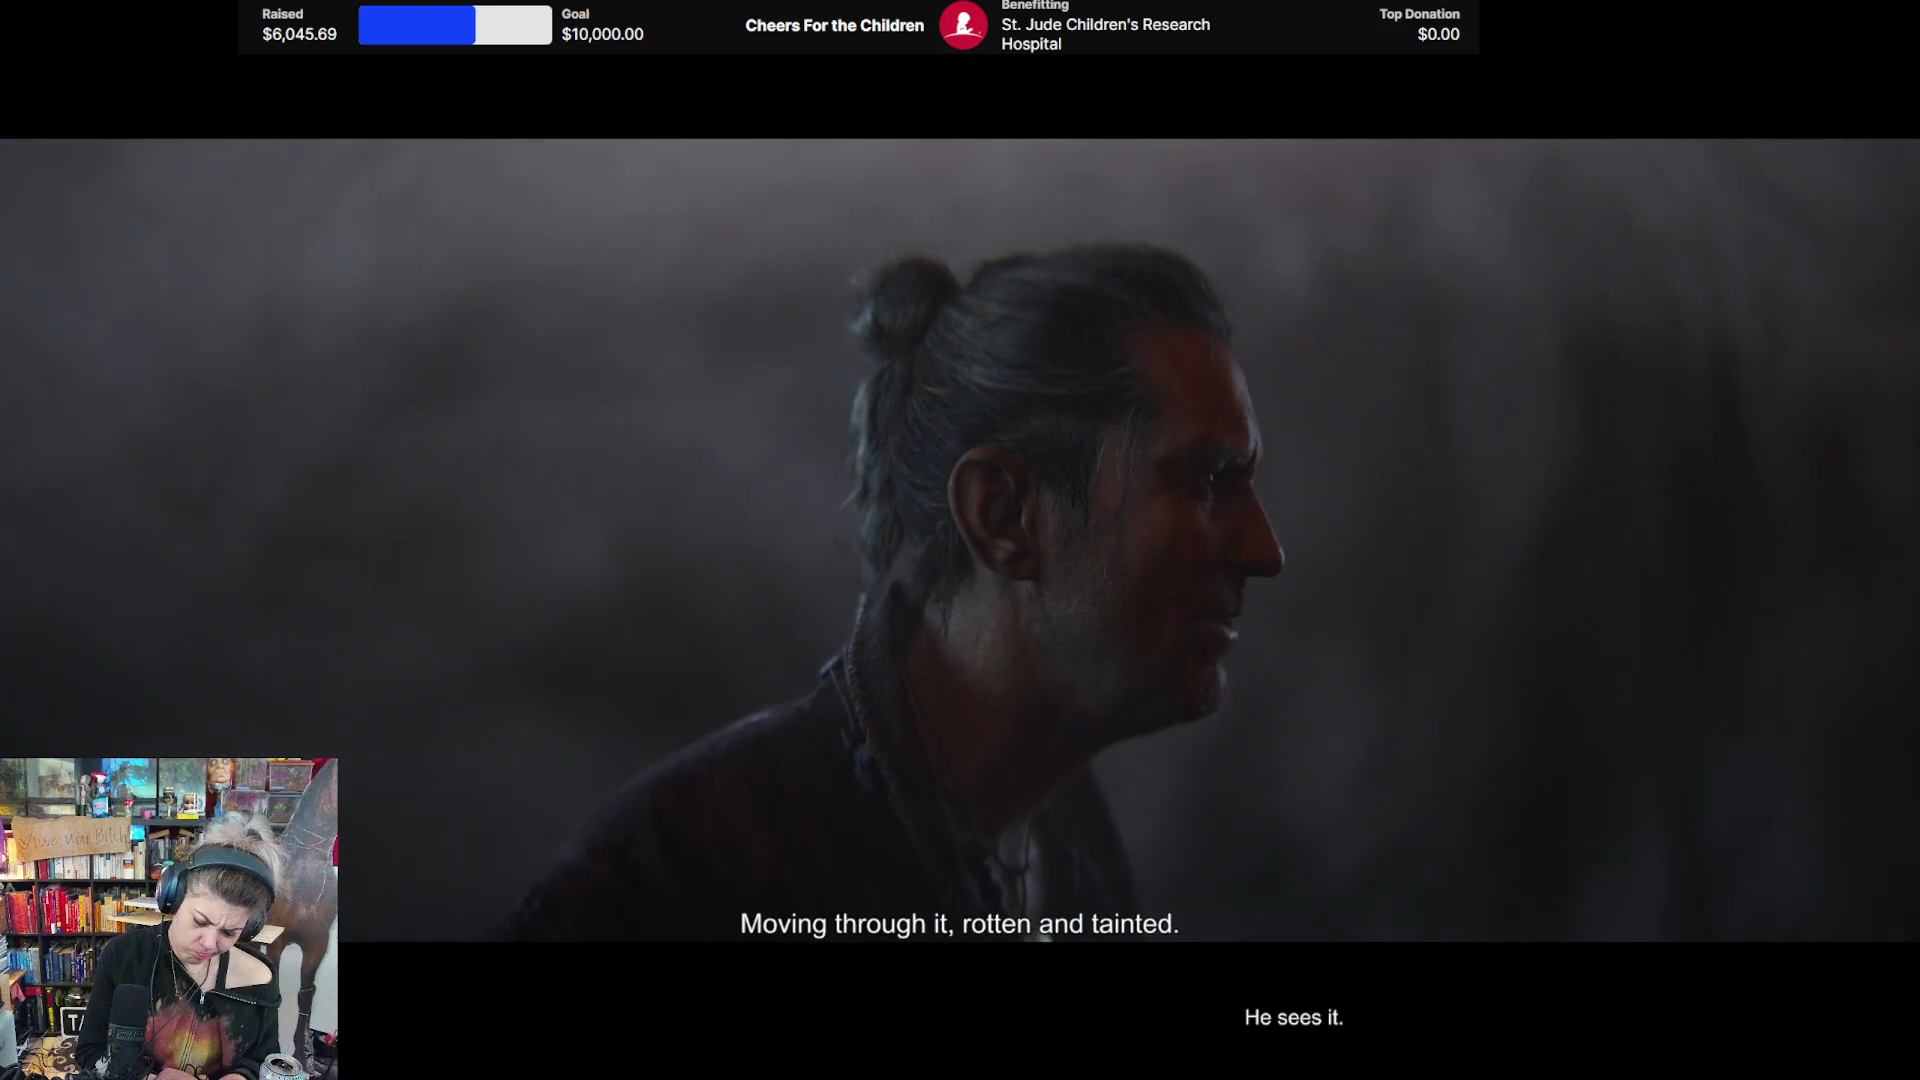 Raised
$6,045.69
Goal
$10,000.00
Cheers For the Children
Benefitting
St. Jude Children's Research
Hospital
Top Donation
$0.00
Moving through it, rotten and tainted.
He sees it.